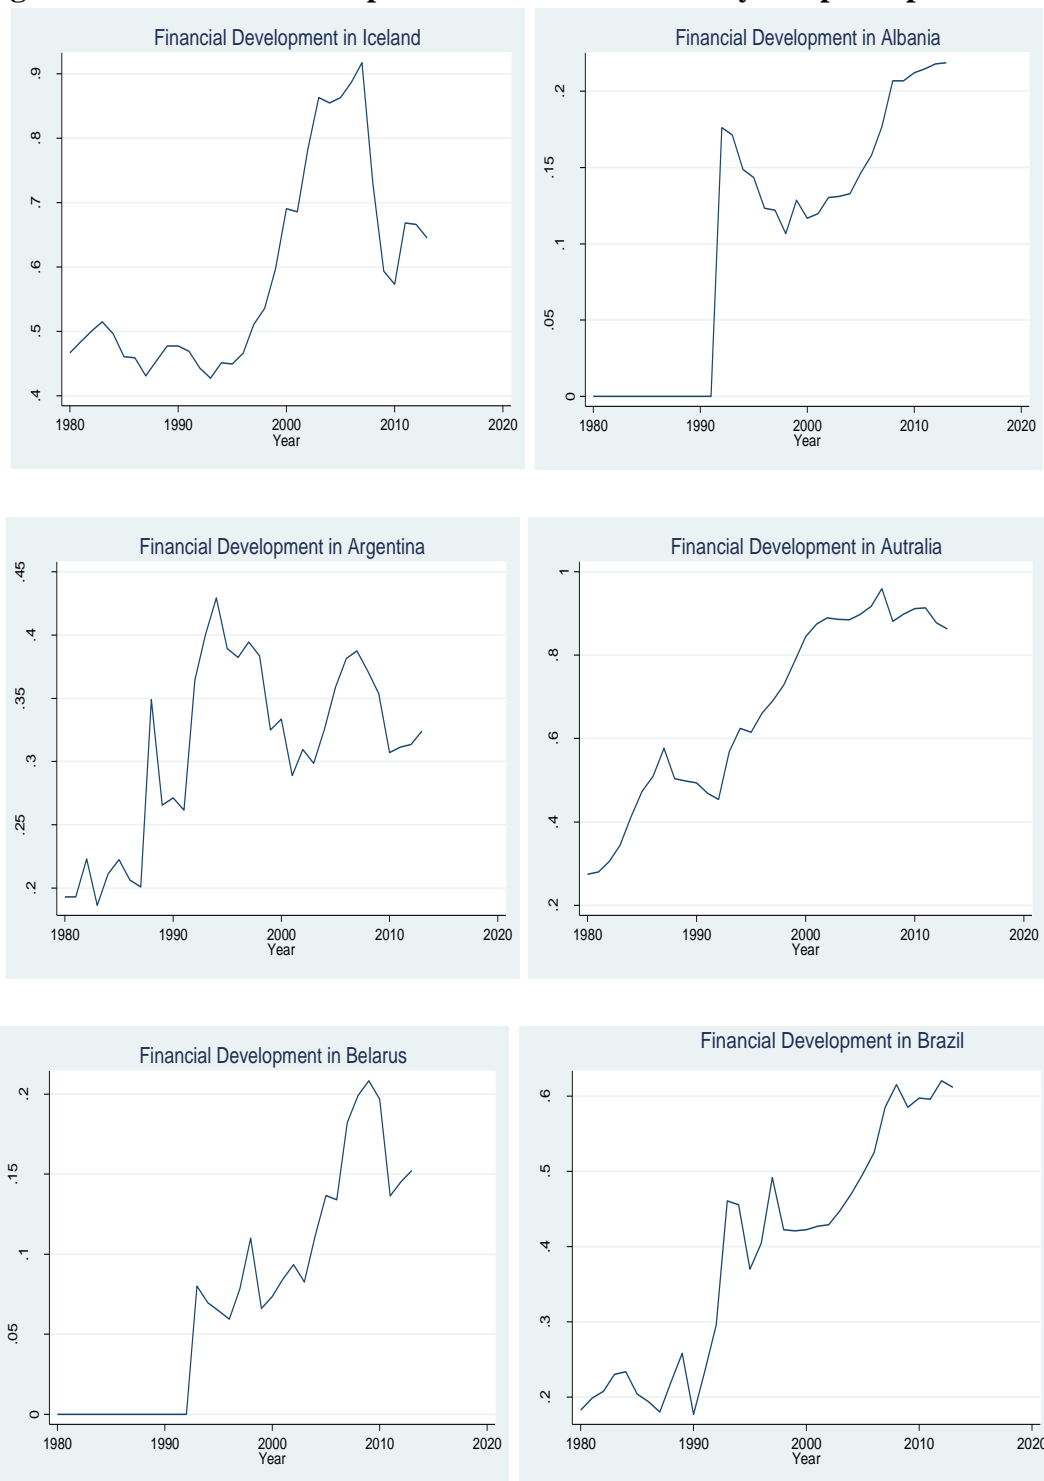 Financial Development in Iceland
.9
.8
.7
.6
.5
.4
1980 1990 2000 2010 2020
Year
Financial Development in Albania
.2
.15
.1
.05
0
1980 1990 2000 2010 2020
Year
Financial Development in Argentina
.45
.4
.35
.3
.25
.2
1980 1990 2000 2010 2020
Year
Financial Development in Autralia
1
.8
.6
.4
.2
1980 1990 2000 2010 2020
Year
Financial Development in Belarus
.2
.15
.1
.05
0
1980 1990 2000 2010 2020
Year
Financial Development in Brazil
.6
.5
.4
.3
.2
1980 1990 2000 2010 2020
Year